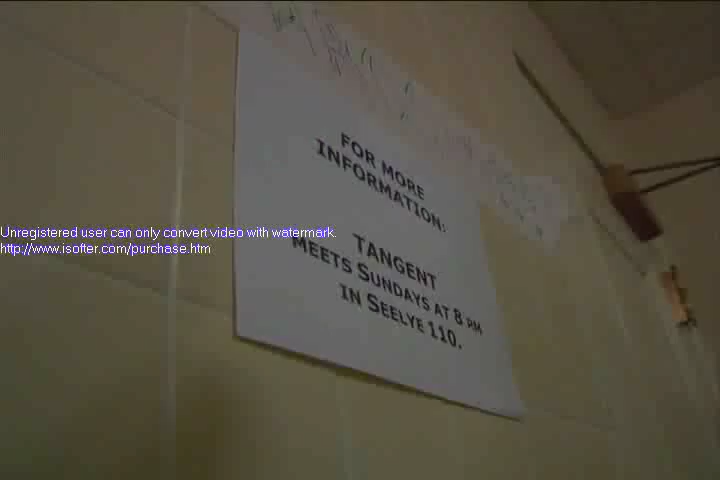 FOR MORE
INFORMATION:
TANGENT
MEETS SUNDAYS AT 8 PM
IN SEELYE 110.
Unregistered user can only convert video with watermark.
http://www.isofter.com/purchase.htm